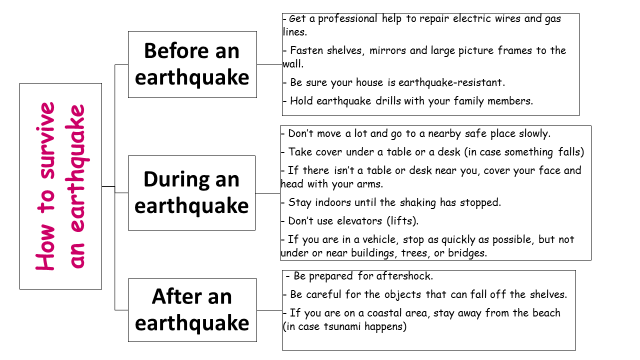 How to survive
an earthquake
Before an
earthquake
- Get a professional help to repair electric wires and gas
lines.
- Fasten shelves, mirrors and large picture frames to the
wall.
- Be sure your house is earthquake-resistant.
- Hold earthquake drills with your family members.
During an
earthquake
- Don't move a lot and go to a nearby safe place slowly.
- Take cover under a table or a desk (in case something falls)
- If there isn't a table or desk near you, cover your face and
head with your arms.
- Stay indoors until the shaking has stopped.
- Don't use elevators (lifts).
- If you are in a vehicle, stop as quickly as possible, but not
under or near buildings, trees, or bridges.
After an
earthquake
- Be prepared for aftershock.
- Be careful for the objects that can fall off the shelves.
- If you are on a coastal area, stay away from the beach
(in case tsunami happens)